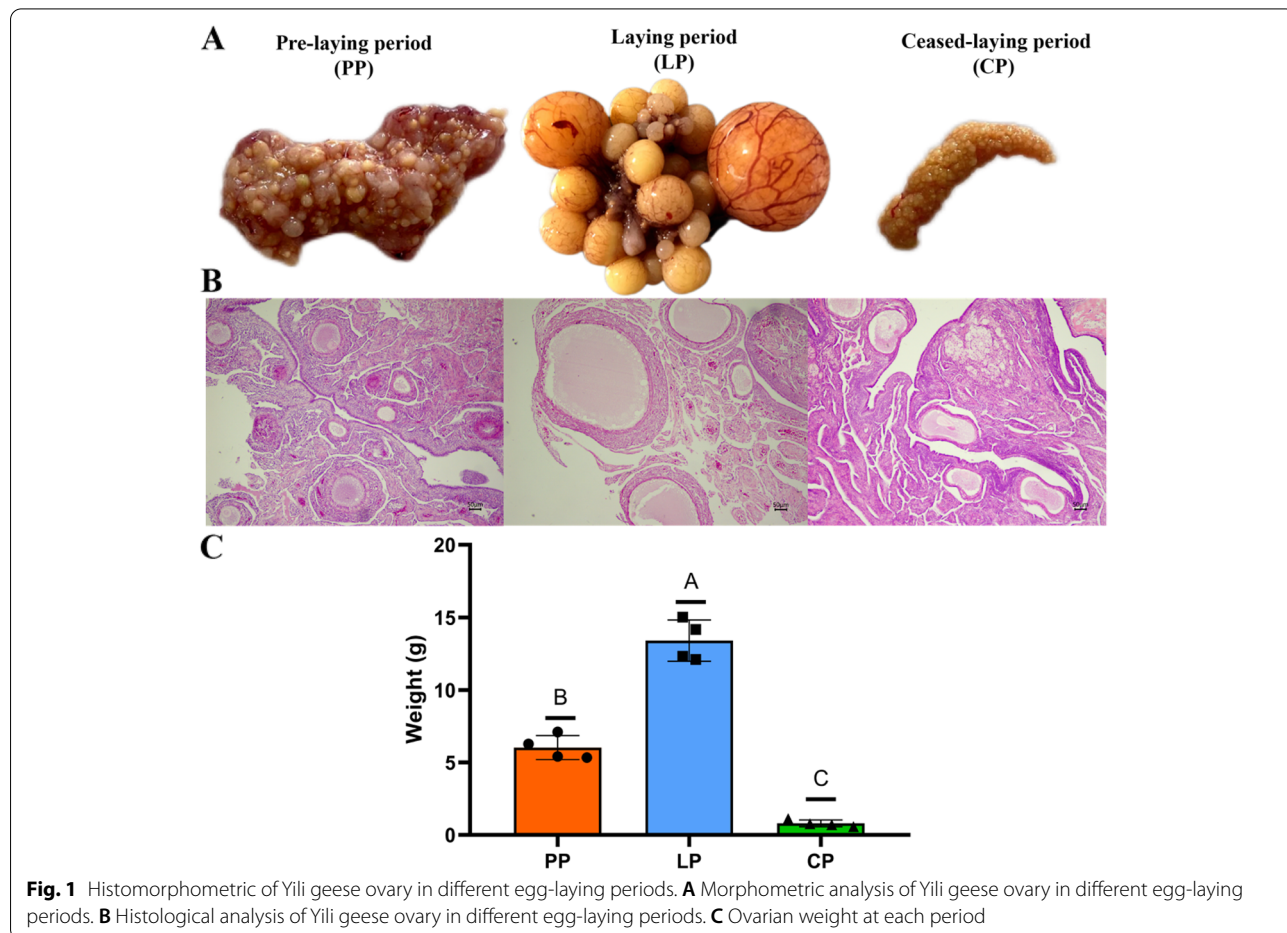 A
Pre-laying period
(PP)
Laying period
(LP)
Ceased-laying period
(CP)
B
50μm
50μm
50μm
C
20
15
10
5
0
Weight (g)
B
A
C
PP
LP
CP
Fig. 1 Histomorphometric of Yili geese ovary in different egg-laying periods. A Morphometric analysis of Yili geese ovary in different egg-laying
periods. B Histological analysis of Yili geese ovary in different egg-laying periods. C Ovarian weight at each period